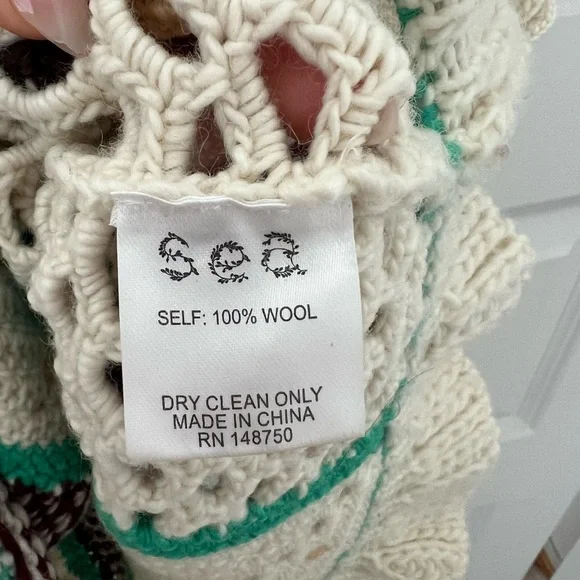 Sea
SELF: 100% WOOL
DRY CLEAN ONLY
MADE IN CHINA
RN 148750